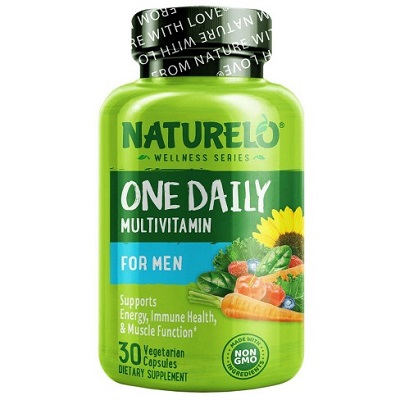 FROM NATURE WITH LOVE
NATURELO®
WELLNESS SERIES
ONE DAILY
MULTIVITAMIN
FOR MEN
Supports
Energy, Immune Health,
& Muscle Function*
30 Vegetarian
Capsules
DIETARY SUPPLEMENT
MADE WITH
NON
GMO
INGREDIENTS